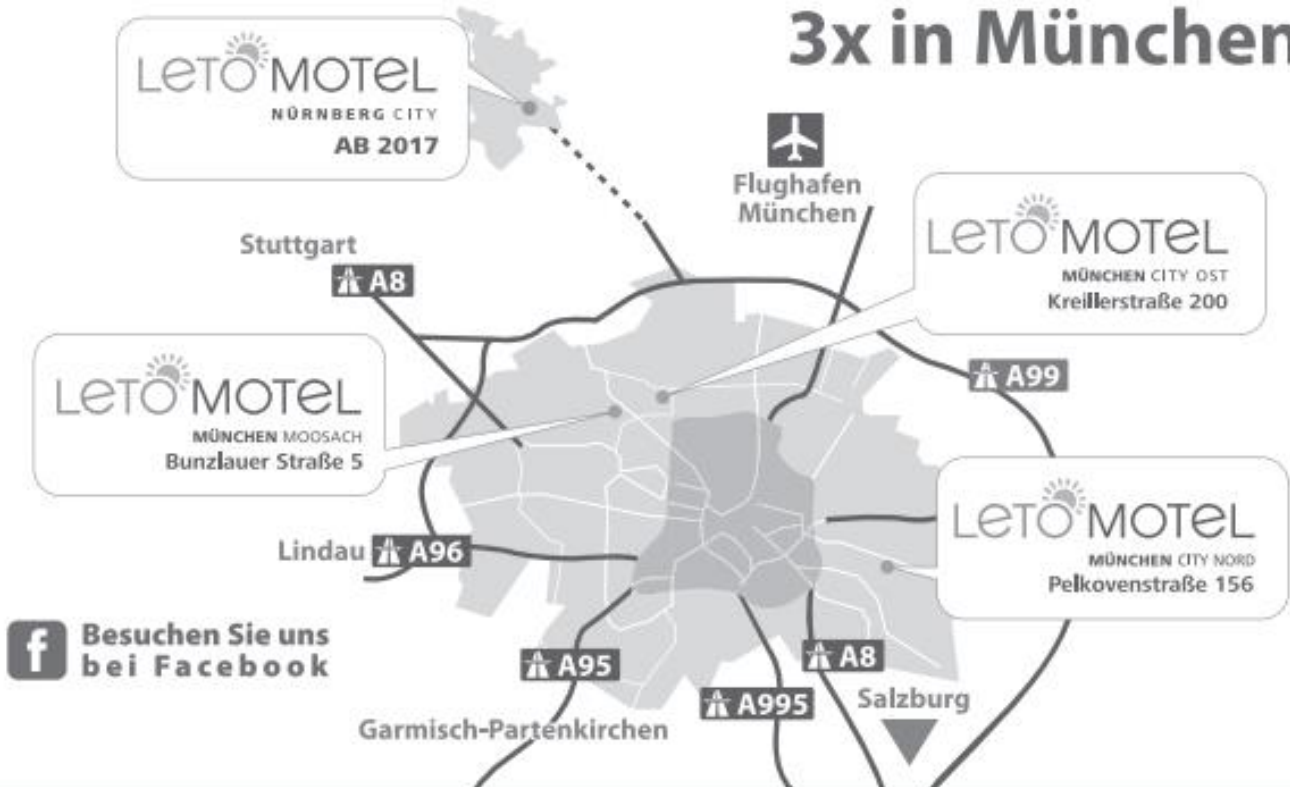 3x in München
LETO MOTEL
NÜRNBERG CITY
AB 2017
Flughafen
München
LETO MOTEL
MÜNCHEN CITY OST
Kreillerstraße 200
Stuttgart
A8
LETO MOTEL
MÜNCHEN MOOSACH
Bunzlauer Straße 5
A99
LETO MOTEL
MÜNCHEN CITY NORD
Pelkovenstraße 156
Lindau A96
f
Besuchen Sie uns
bei Facebook
A95
A8
A995
Salzburg
Garmisch-Partenkirchen